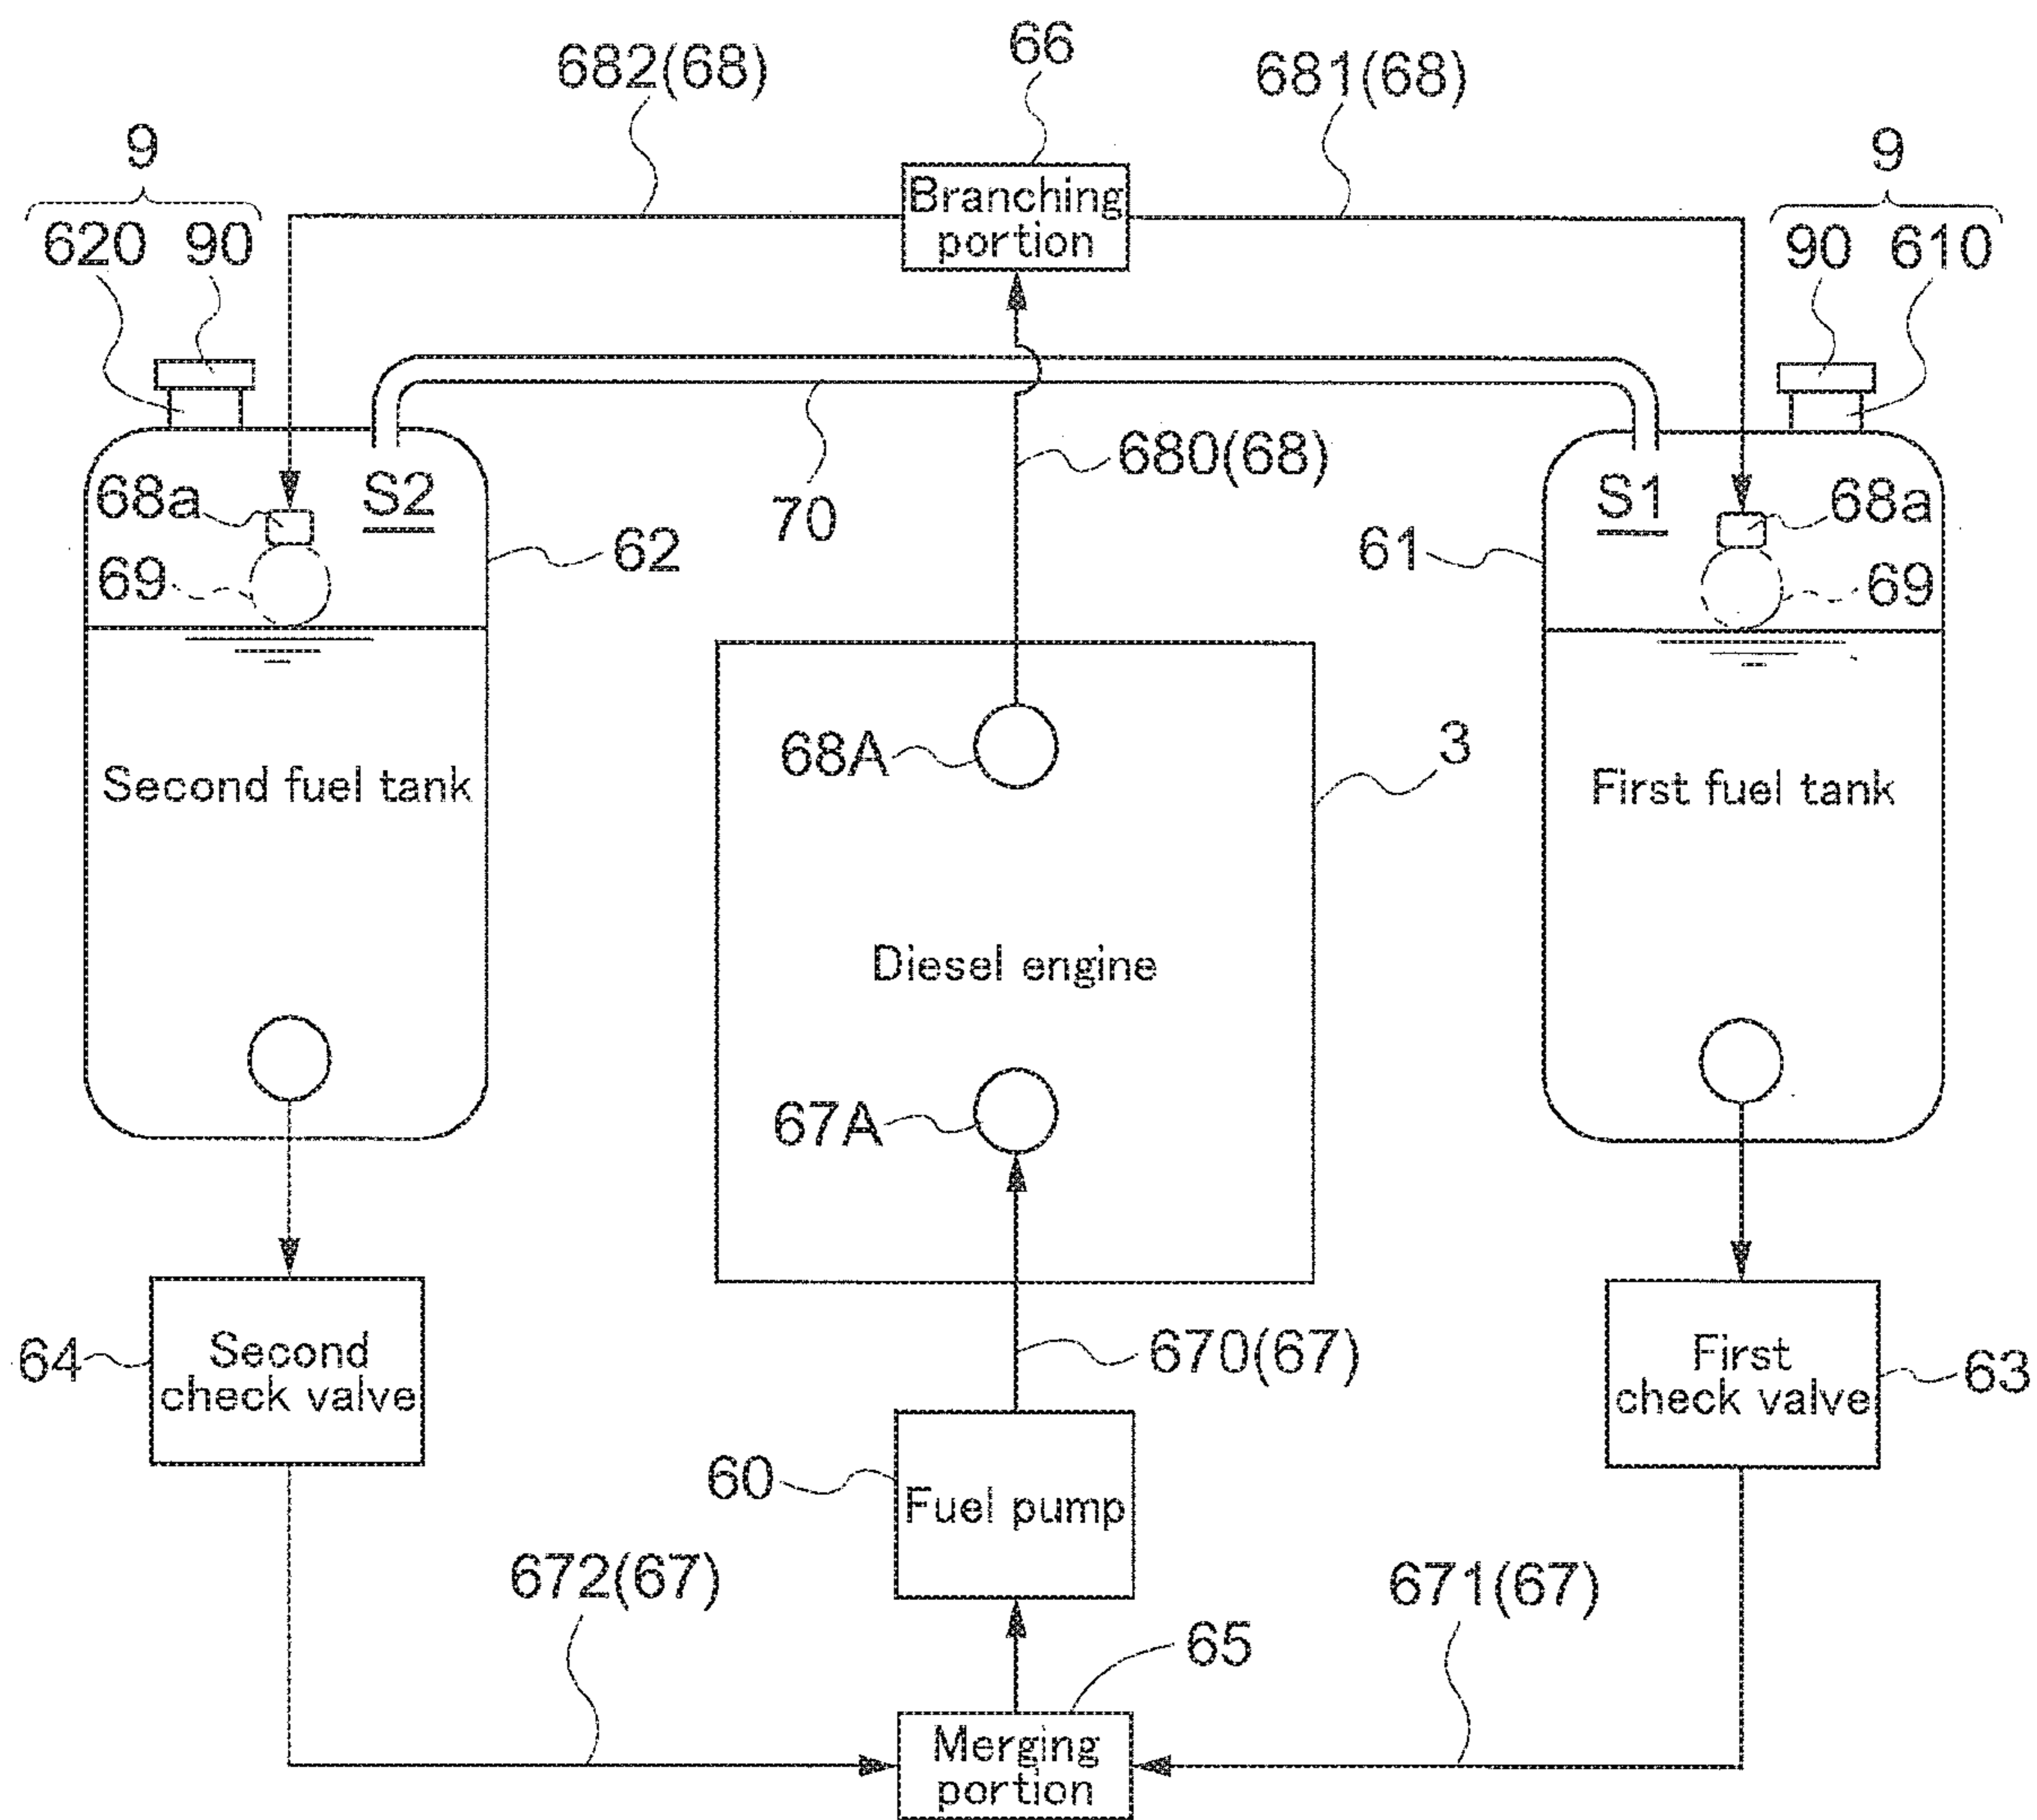 66
682(68)
681(68)
9
9
Branching
portion
620 90
90 610
680(68)
70
68a
S2
S1
68a
62
61
69
69
68A
3
Second fuel tank
First fuel tank
Diesel engine
67A
64
Second
check valve
670(67)
First
check valve
63
60
Fuel pump
672(67)
671(67)
65
Merging
portion